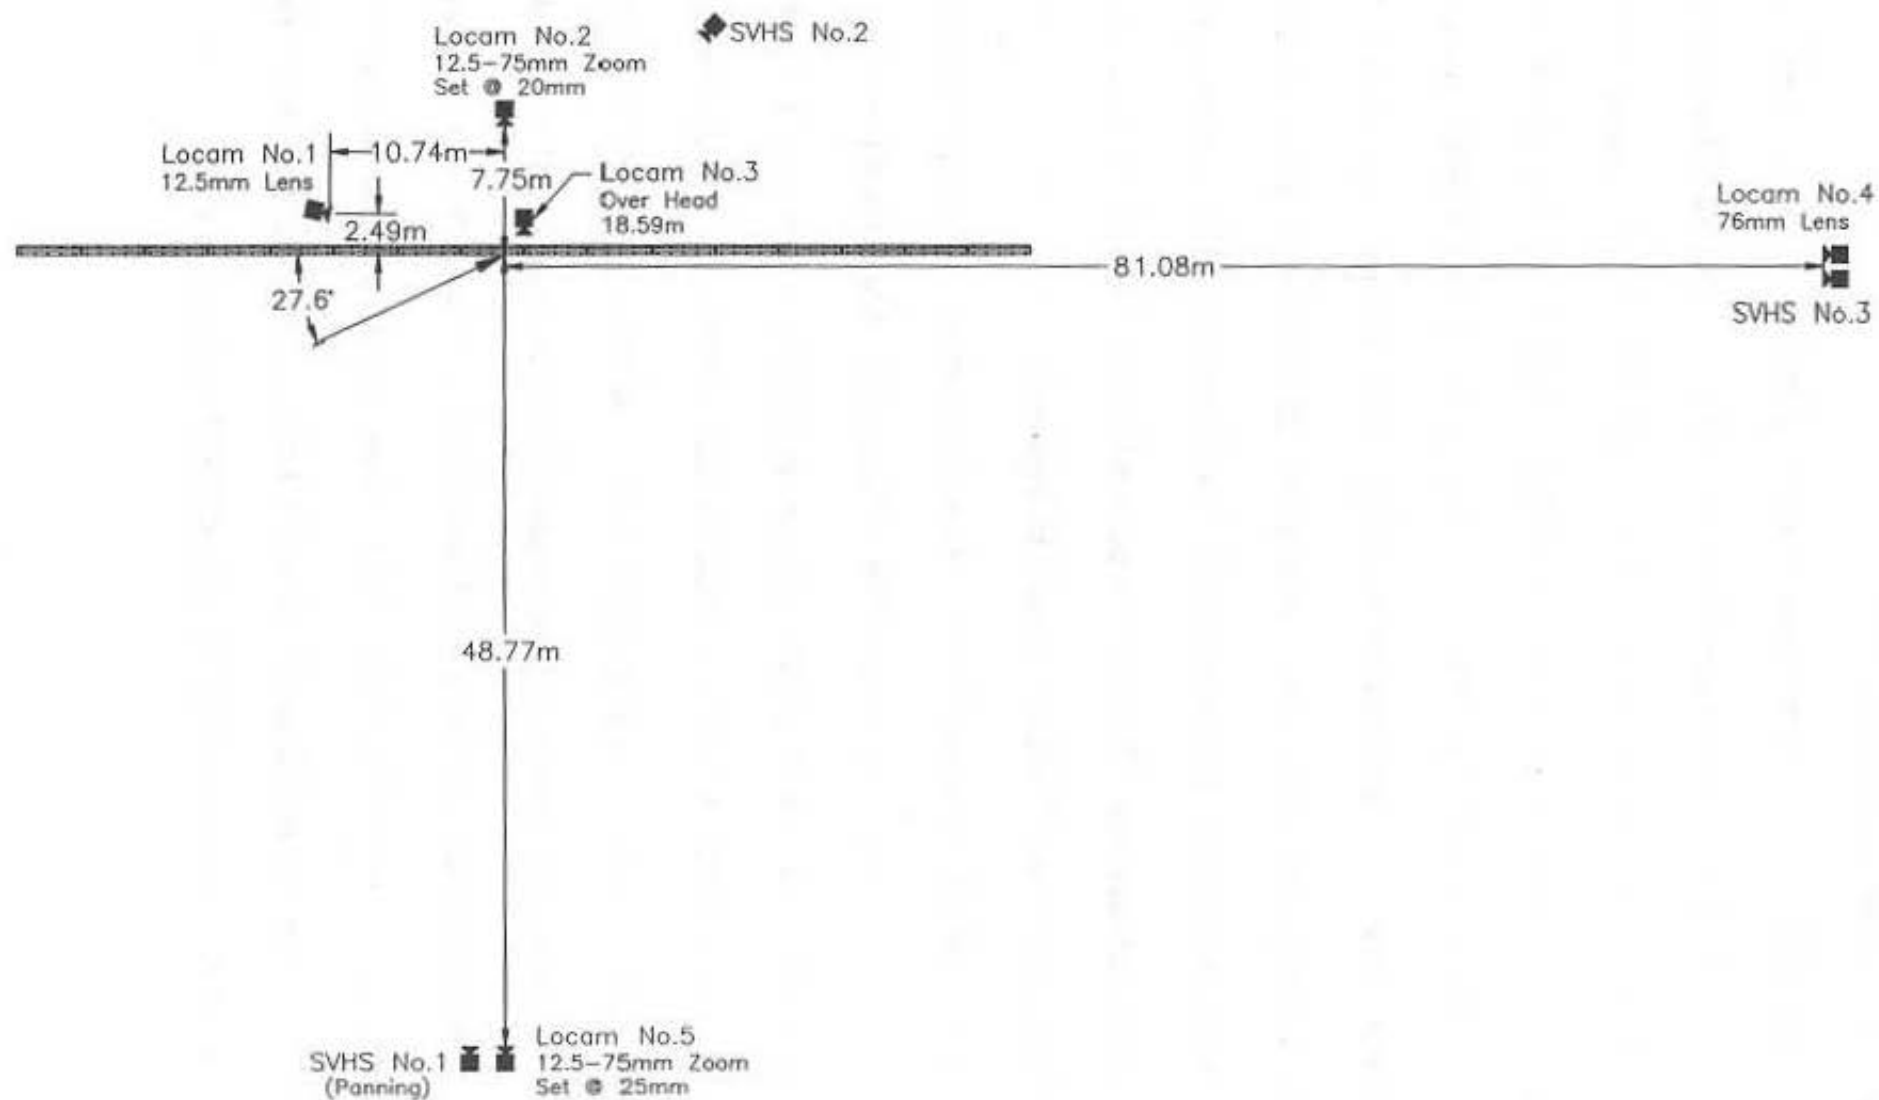 Locam No.2
12.5-75mm Zoom
Set @ 20mm
SVHS No.2
Locam No.1
12.5mm Lens
10.74m
7.75m
2.49m
Locam No.3
Over Head
18.59m
Locam No.4
76mm Lens
81.08m
SVHS No.3
27.6°
48.77m
SVHS No.1
(Panning)
Locam No.5
12.5-75mm Zoom
Set @ 25mm